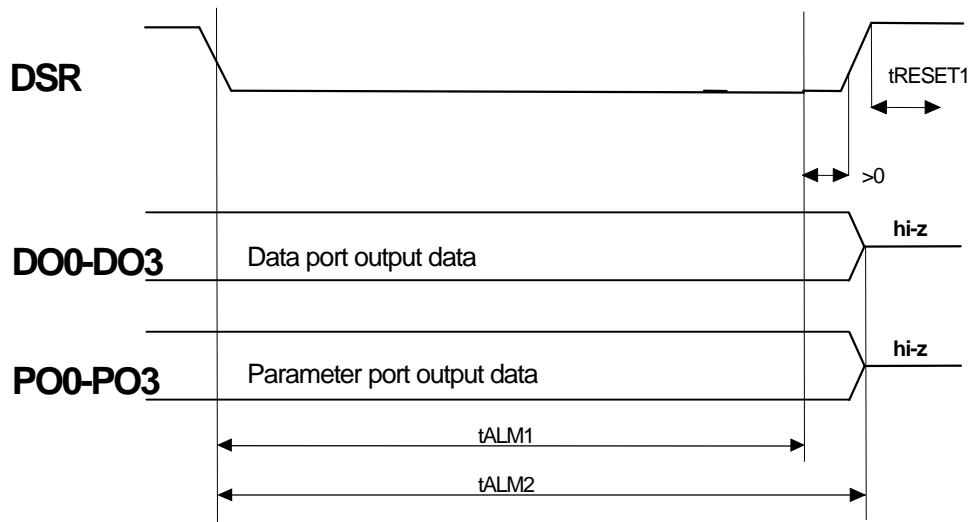 DSR
tRESET1
>0
hi-z
DO0-DO3
Data port output data
hi-z
PO0-PO3
Parameter port output data
tALM1
tALM2